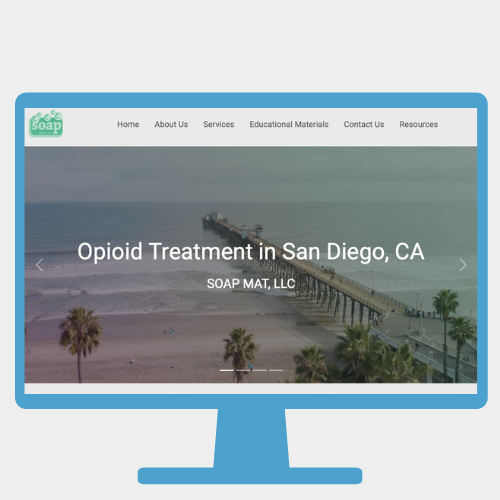 soap
Home About Us Services Educational Materials Contact Us Resources
Opioid Treatment in San Diego, CA
SOAP MAT, LLC